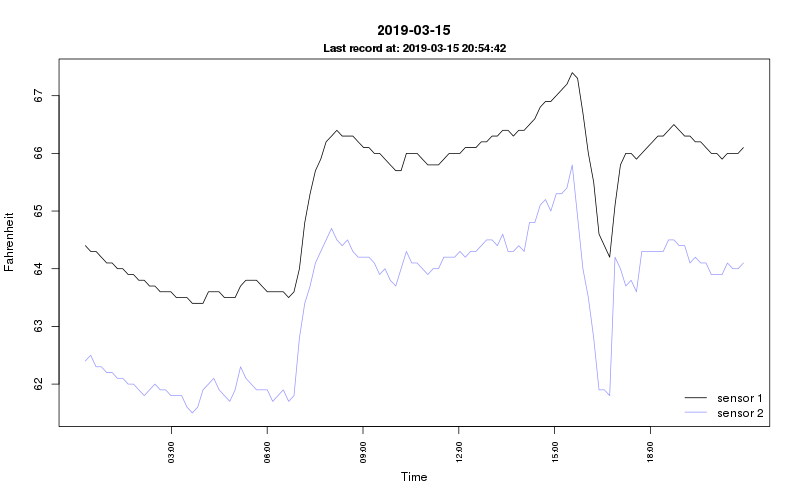 2019-03-15
Last record at: 2019-03-15 20:54:42
Fahrenheit
67
66
65
64
63
62
sensor 1
sensor 2
03:00
06:00
09:00
12:00
15:00
18:00
Time